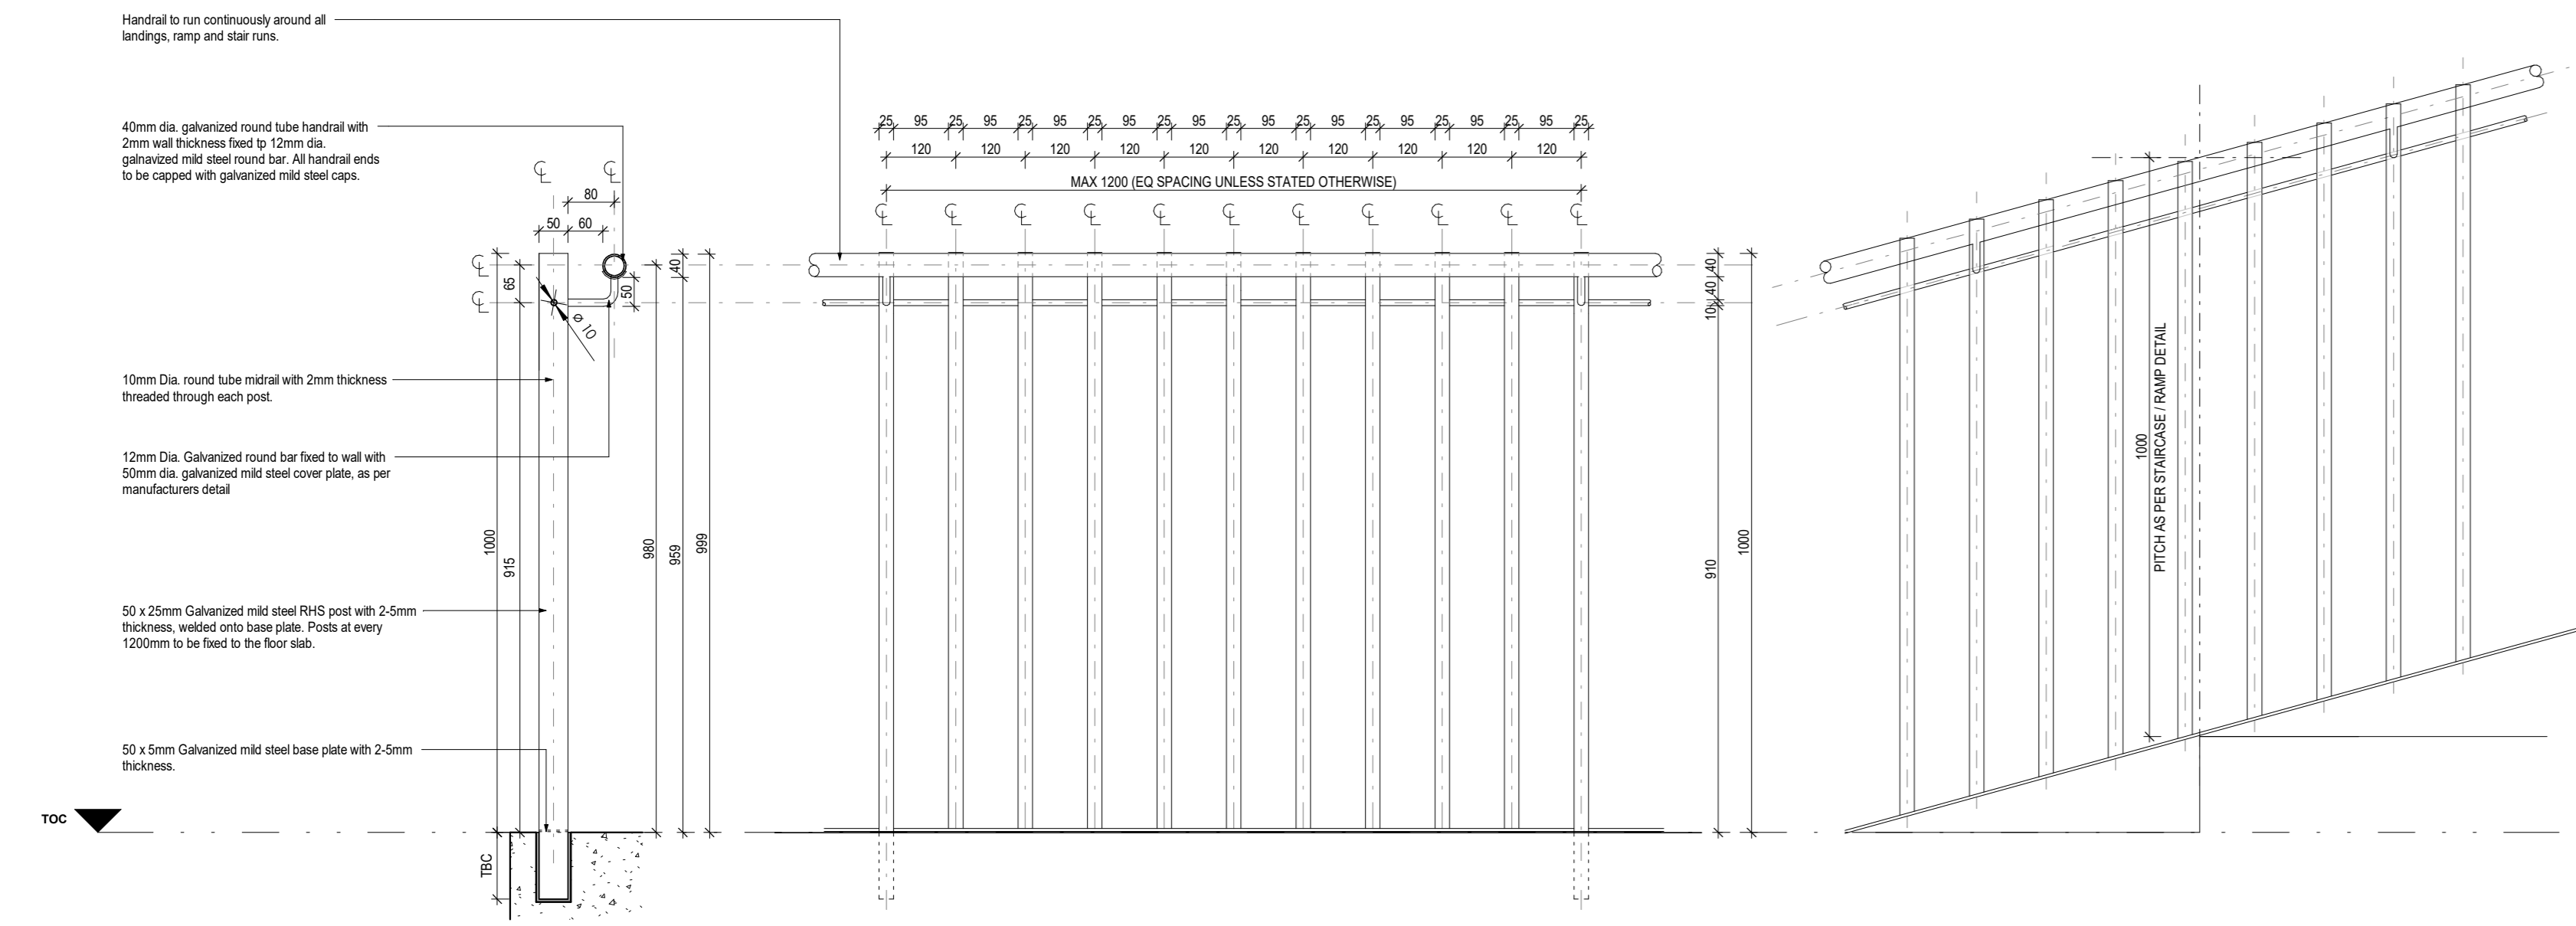 Handrail to run continuously around all
landings, ramp and stair runs.
40mm dia. galvanized round tube handrail with
2mm wall thickness fixed tp 12mm dia.
galnavized mild steel round bar. All handrail ends
to be capped with galvanized mild steel caps.
10mm Dia. round tube midrail with 2mm thickness
threaded through each post.
12mm Dia. Galvanized round bar fixed to wall with
50mm dia. galvanized mild steel cover plate, as per
manufacturers detail
50 x 25mm Galvanized mild steel RHS post with 2-5mm
thickness, welded onto base plate. Posts at every
1200mm to be fixed to the floor slab.
50 x 5mm Galvanized mild steel base plate with 2-5mm
thickness.
TOC
80
50 60
65
40
50
ø 10
1000
915
980
959
999
TBC
25 95 25 95 25 95 25 95 25 95 25 95 25 95 25 95 25 95 25 95 25
120 120 120 120 120 120 120 120 120 120
MAX 1200 (EQ SPACING UNLESS STATED OTHERWISE)
40
40
10
910
1000
1000
PITCH AS PER STAIRCASE / RAMP DETAIL